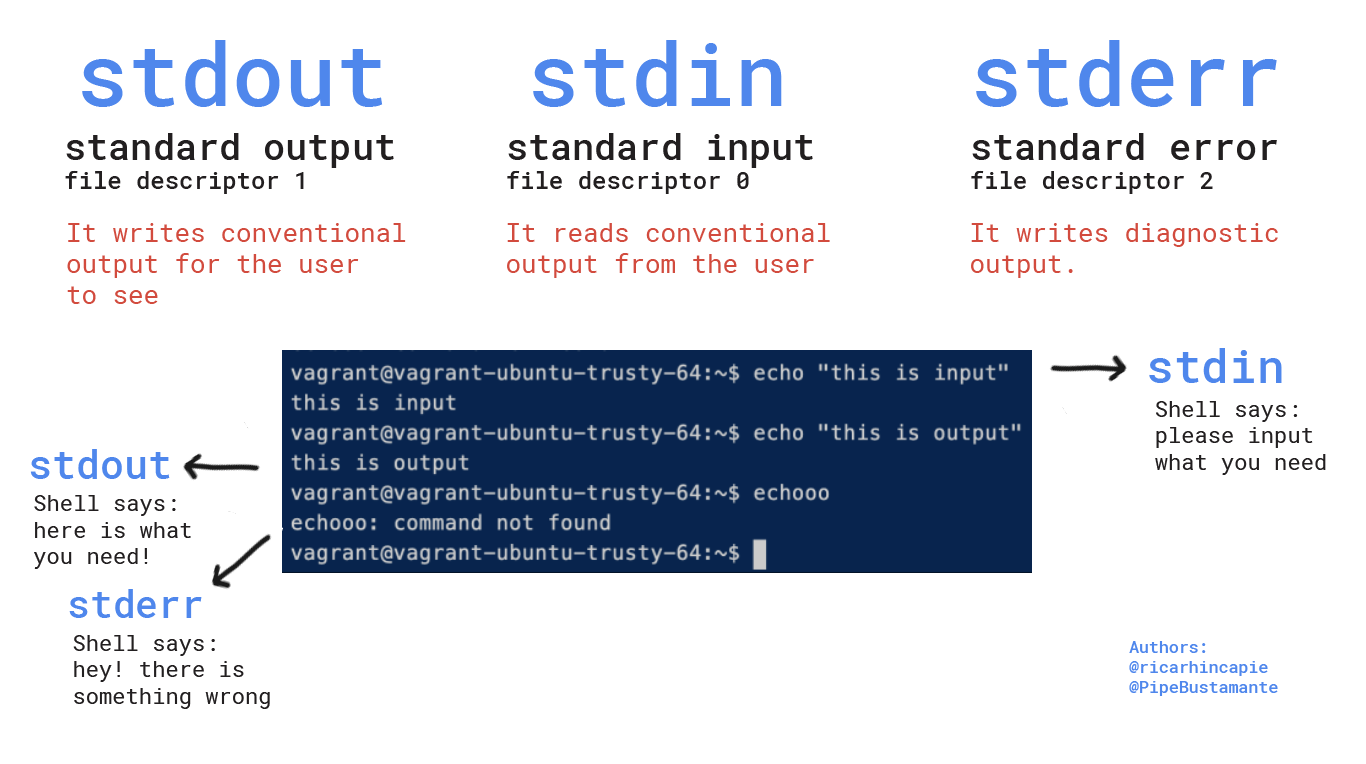 stdout
standard output
file descriptor 1
It writes conventional
output for the user
to see
stdin
standard input
file descriptor 0
It reads conventional
output from the user
stderr
standard error
file descriptor 2
It writes diagnostic
output.
vagrant@vagrant-ubuntu-trusty-64:~$ echo "this is input"
this is input
vagrant@vagrant-ubuntu-trusty-64:~$ echo "this is output"
this is output
vagrant@vagrant-ubuntu-trusty-64:~$ echooo
echooo: command not found
vagrant@vagrant-ubuntu-trusty-64:~$
stdin
Shell says:
please input
what you need
stdout
Shell says:
here is what
you need!
stderr
Shell says:
hey! there is
something wrong
Authors:
@ricarhincapie
@PipeBustamante